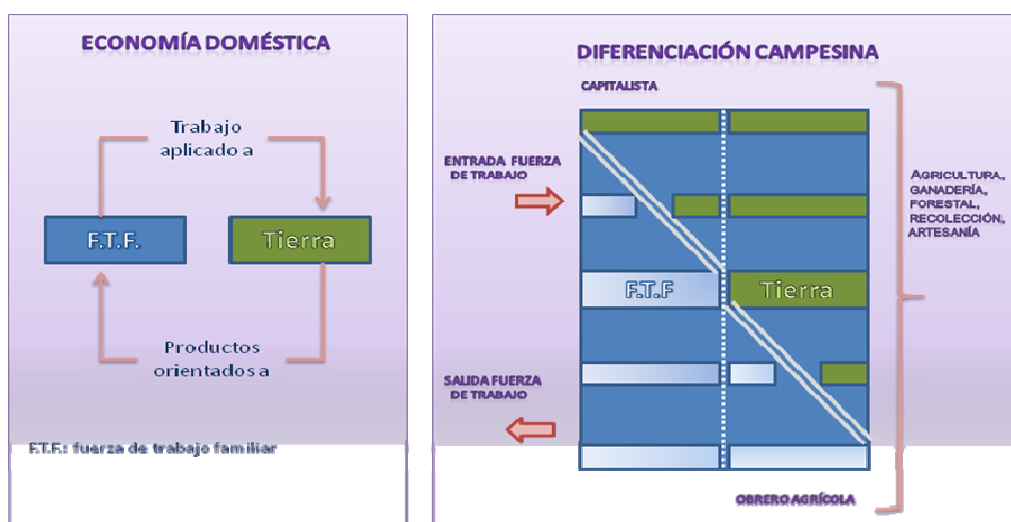 ECONOMÍA DOMÉSTICA
Trabajo
aplicado a
F.T.F.
Tierra
Productos
orientados a
F.T.F.: fuerza de trabajo familiar
DIFERENCIACIÓN CAMPESINA
CAPITALISTA
ENTRADA FUERZA
DE TRABAJO
F.T.F
Tierra
SALIDA FUERZA
DE TRABAJO
OBRERO AGRÍCOLA
AGRICULTURA,
GANADERÍA,
FORESTAL,
RECOLECCIÓN,
ARTESANÍA